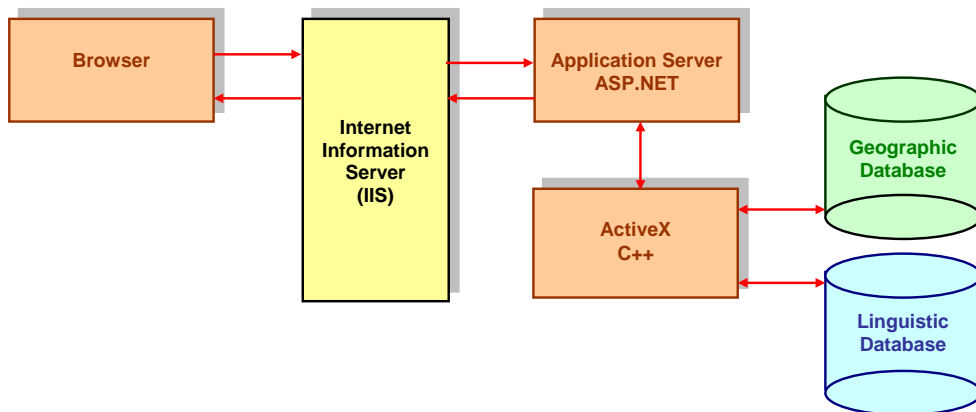 Browser
Internet
Information
Server
(IIS)
Application Server
ASP.NET
ActiveX
C++
Geographic
Database
Linguistic
Database